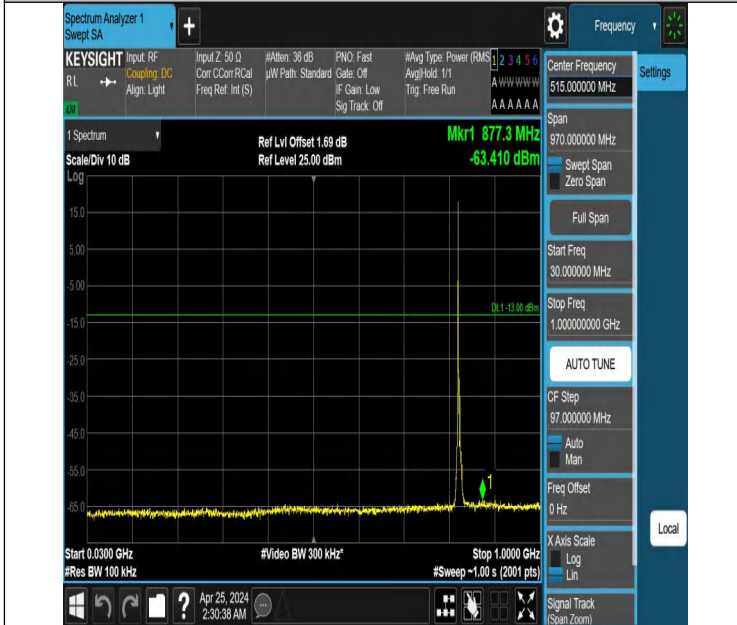 Spectrum Analyzer 1
Swept SA
+
Frequency
KEYSIGHT
RL
Input: RF
Coupling: DC
Align: Light
Input Z: 50 Ω
Corr CCorr RCal
Freq Ref: Int (S)
#Atten: 36 dB
µW Path: Standard
PNO: Fast
Gate: Off
IF Gain: Low
Sig Track: Off
#Avg Type: Power (RMS
Avg|Hold: 1/1
Trig: Free Run
1 2 3 4 5 6
A W W W W W
A A A A A A
1 Spectrum
Scale/Div 10 dB
Log
Ref Lvl Offset 1.69 dB
Ref Level 25.00 dBm
Mkr1 877.3 MHz
-63.410 dBm
15.0
5.00
-5.00
DL1 -13.00 dBm
-15.0
-25.0
-35.0
-45.0
-55.0
1
-65.0
Start 0.0300 GHz
#Video BW 300 kHz*
Stop 1.0000 GHz
#Res BW 100 kHz
#Sweep ~1.00 s (2001 pts)
?
Apr 25, 2024
2:30:38 AM
Center Frequency
515.000000 MHz
Settings
Span
970.000000 MHz
Swept Span
Zero Span
Full Span
Start Freq
30.000000 MHz
Stop Freq
1.000000000 GHz
AUTO TUNE
CF Step
97.000000 MHz
Auto
Man
Freq Offset
0 Hz
Local
X Axis Scale
Log
Lin
Signal Track
(Span Zoom)